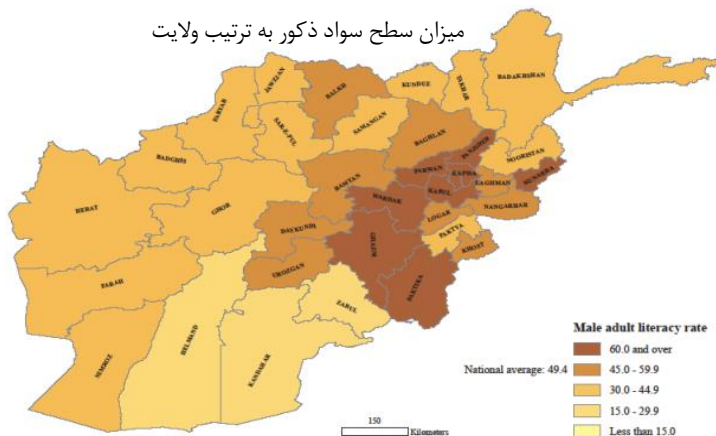 میزان سطح سواد ذکور به ترتیب ولایت
BADAKHSHAN
JAWZJAN
BALKH
KUNDUZ
TAKHAR
FARYAB
SAMANGAN
SAR-E-PUL
BAGHLAN
PANJSHER
BADGHIS
NOORISTAN
PARWAN
KAPISA
KUNARHA
BAMYAN
LAGHMAN
KABUL
WARDAK
HERAT
GHOR
NANGARHAR
LOGAR
DAYKUNDI
PAKTYA
KHOST
GHAZNI
UROZGAN
FARAH
PAKTIKA
ZABUL
HELMAND
NIMROZ
KANDAHAR
Male adult literacy rate
60.0 and over
National average: 49.4
45.0 - 59.9
30.0 - 44.9
15.0 - 29.9
Less than 15.0
150
Kilometers